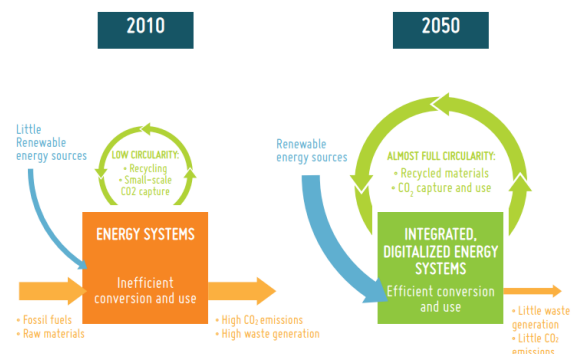 2010
Little
Renewable
energy sources
LOW CIRCULARITY:
• Recycling
• Small-scale
CO2 capture
ENERGY SYSTEMS
Inefficient
conversion and use
• Fossil fuels
• Raw materials
• High CO₂ emissions
• High waste generation
2050
Renewable
energy sources
ALMOST FULL CIRCULARITY:
• Recycled materials
• CO₂ capture and use
INTEGRATED,
DIGITALIZED ENERGY
SYSTEMS
Efficient conversion
and use
• Little waste
generation
• Little CO₂
emissions